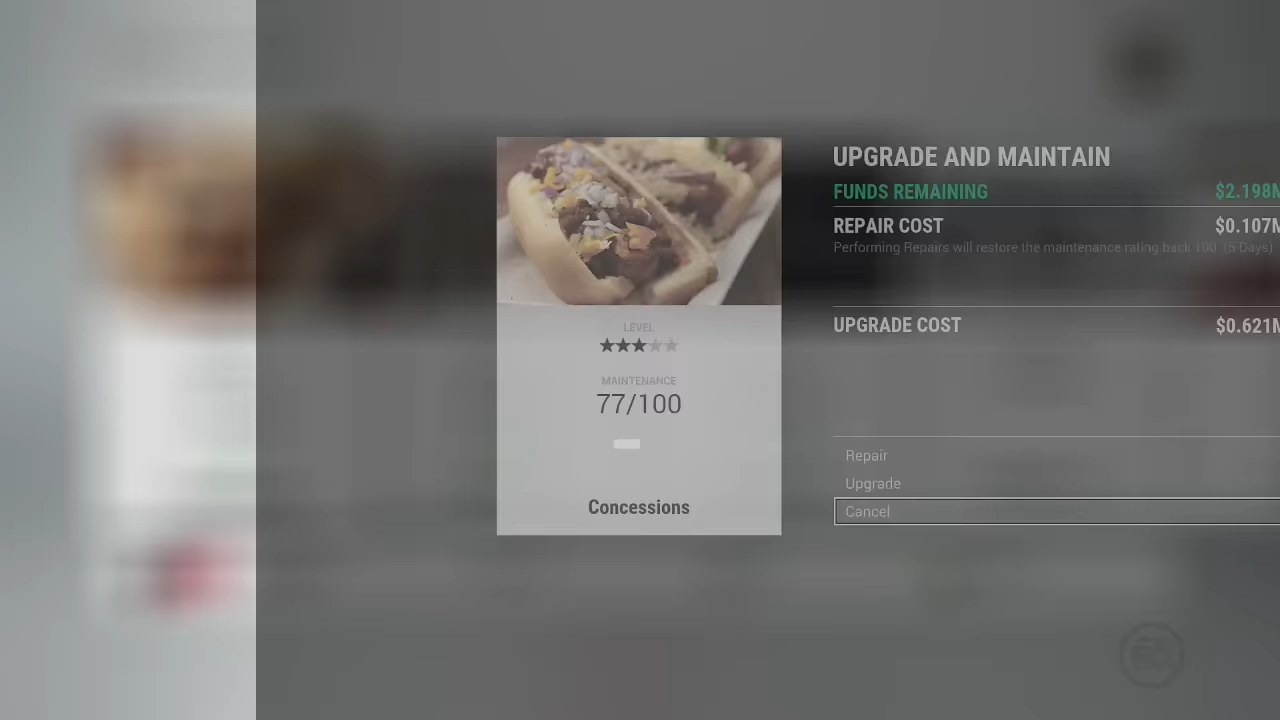 UPGRADE AND MAINTAIN
FUNDS REMAINING $2.198M
REPAIR COST $0.107M
Performing Repairs will restore the maintenance rating back 100 (5 Days)
UPGRADE COST $0.621M
LEVEL
MAINTENANCE
77/100
Concessions
Repair
Upgrade
Cancel